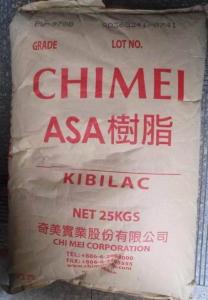 GRADE
LOT NO.
CHIMEI
ASA樹脂
KIBILAC
NET 25KGS
奇美實業股份有限公司
CHI MEI CORPORATION